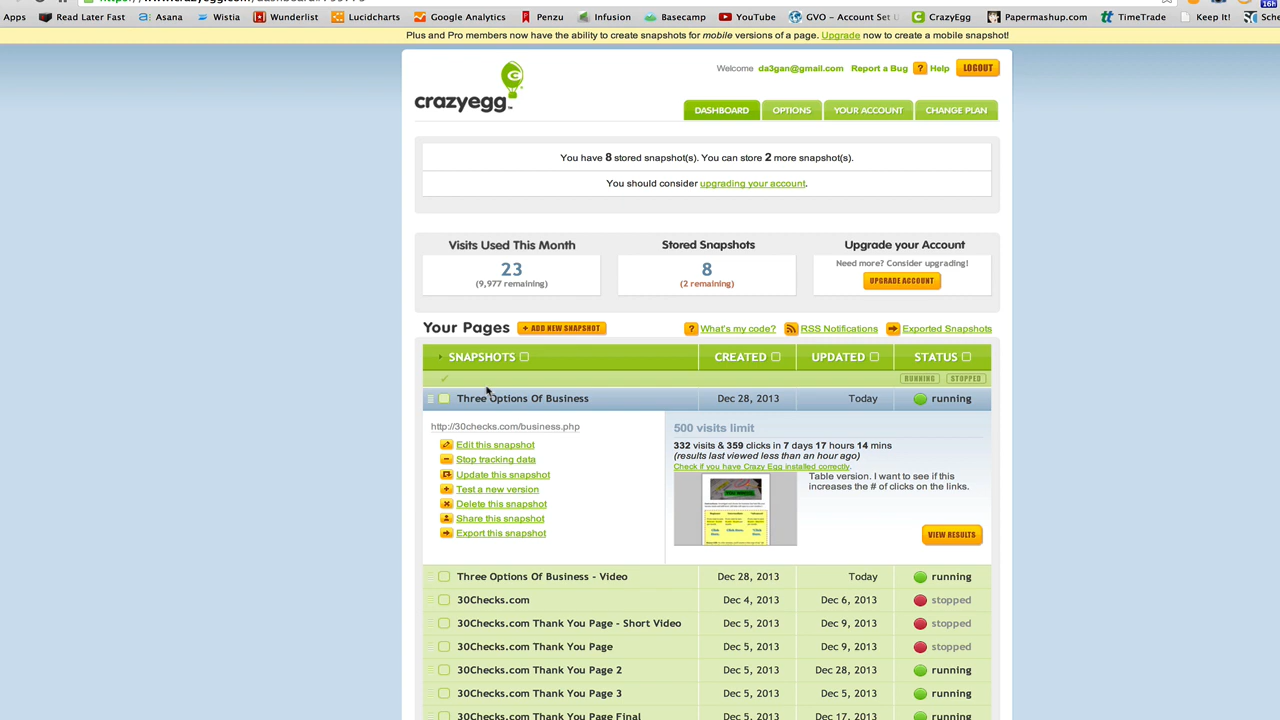 Apps Read Later Fast Asana Wistia Wunderlist Lucidcharts Google Analytics Penzu Infusion Basecamp YouTube GVO – Account Set U CrazyEgg Papermashup.com TimeTrade Keep It! Sche
16h
Plus and Pro members now have the ability to create snapshots for mobile versions of a page. Upgrade now to create a mobile snapshot!
Welcome da3gan@gmail.com Report a Bug ? Help LOGOUT
crazyegg™
DASHBOARD OPTIONS YOUR ACCOUNT CHANGE PLAN
You have 8 stored snapshot(s). You can store 2 more snapshot(s).
You should consider upgrading your account.
Visits Used This Month Stored Snapshots Upgrade your Account
23 8 Need more? Consider upgrading!
(9,977 remaining) (2 remaining) UPGRADE ACCOUNT
Your Pages + ADD NEW SNAPSHOT ? What's my code? RSS Notifications Exported Snapshots
SNAPSHOTS CREATED UPDATED STATUS
RUNNING STOPPED
Three Options Of Business Dec 28, 2013 Today running
http://30checks.com/business.php
Edit this snapshot
Stop tracking data
Update this snapshot
Test a new version
Delete this snapshot
Share this snapshot
Export this snapshot
500 visits limit
332 visits & 359 clicks in 7 days 17 hours 14 mins
(results last viewed less than an hour ago)
Check if you have Crazy Egg installed correctly.
Table version. I want to see if this
increases the # of clicks on the links.
VIEW RESULTS
Three Options Of Business - Video Dec 28, 2013 Today running
30Checks.com Dec 4, 2013 Dec 6, 2013 stopped
30Checks.com Thank You Page - Short Video Dec 5, 2013 Dec 9, 2013 stopped
30Checks.com Thank You Page Dec 5, 2013 Dec 9, 2013 stopped
30Checks.com Thank You Page 2 Dec 5, 2013 Dec 28, 2013 running
30Checks.com Thank You Page 3 Dec 5, 2013 Dec 5, 2013 running
30Checks.com Thank You Page Final Dec 5, 2013 Dec 17, 2013 running